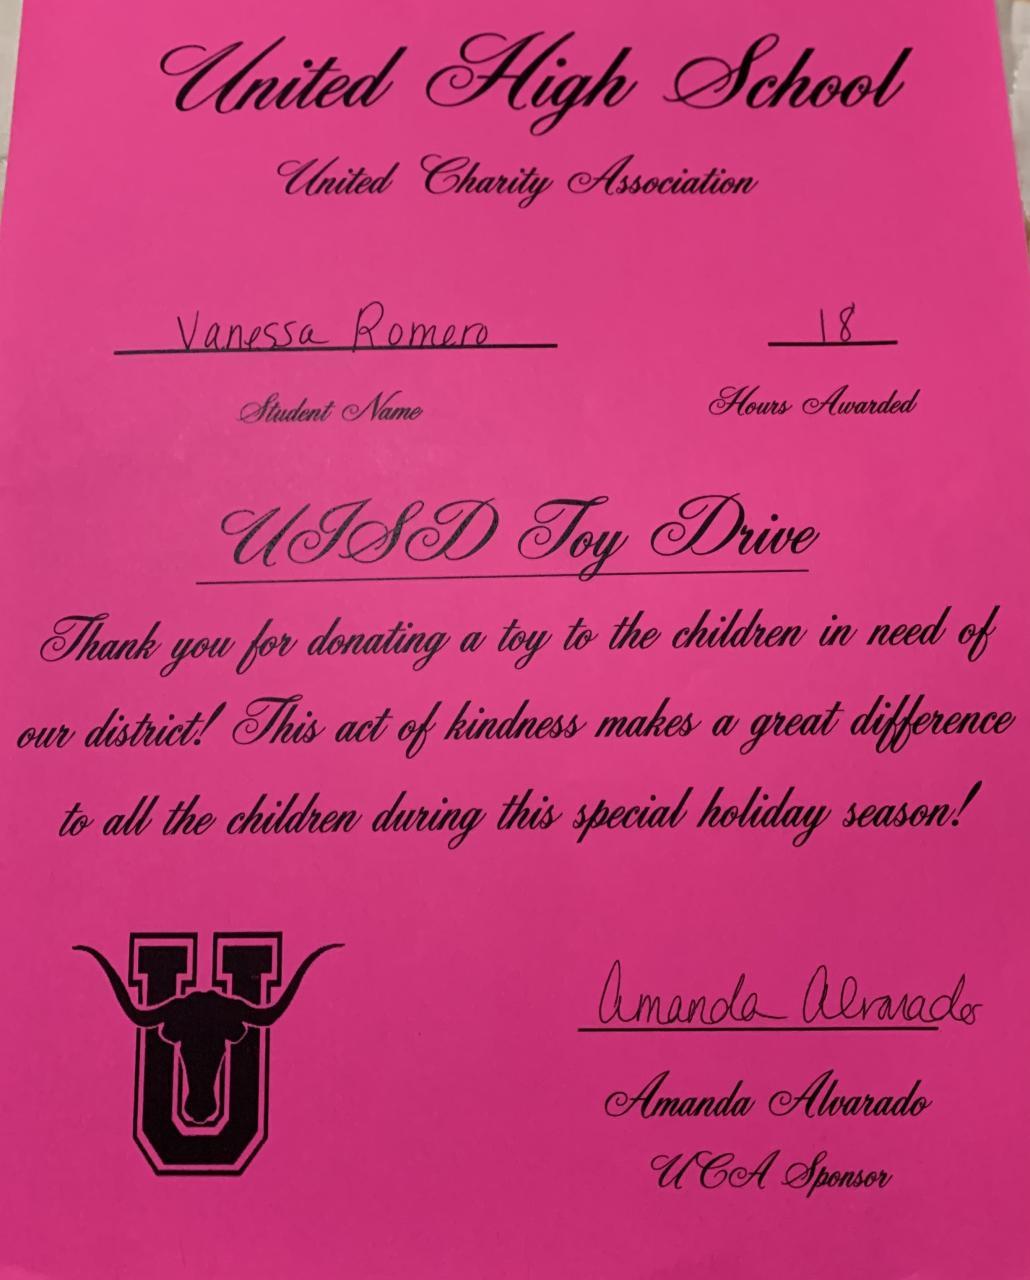 United High School
United Charity Association
Vanessa Romero 18
Student Name Hours Awarded
UISD Toy Drive
Thank you for donating a toy to the children in need of
our district! This act of kindness makes a great difference
to all the children during this special holiday season!
U
Amanda Alvarado
Amanda Alvarado
UCA Sponsor